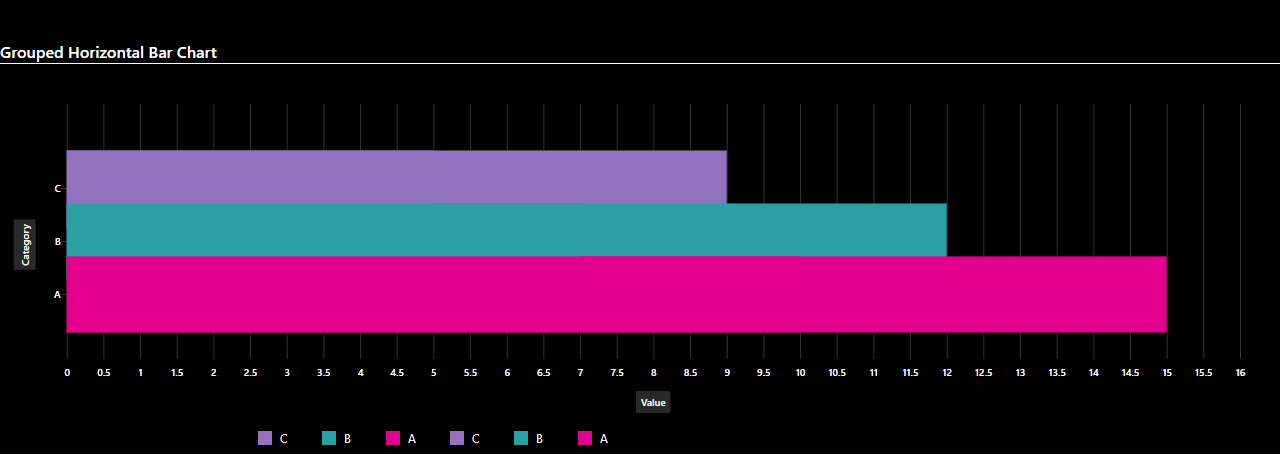 Grouped Horizontal Bar Chart
C
B
A
Category
0 0.5 1 1.5 2 2.5 3 3.5 4 4.5 5 5.5 6 6.5 7 7.5 8 8.5 9 9.5 10 10.5 11 11.5 12 12.5 13 13.5 14 14.5 15 15.5 16
Value
C B A C B A